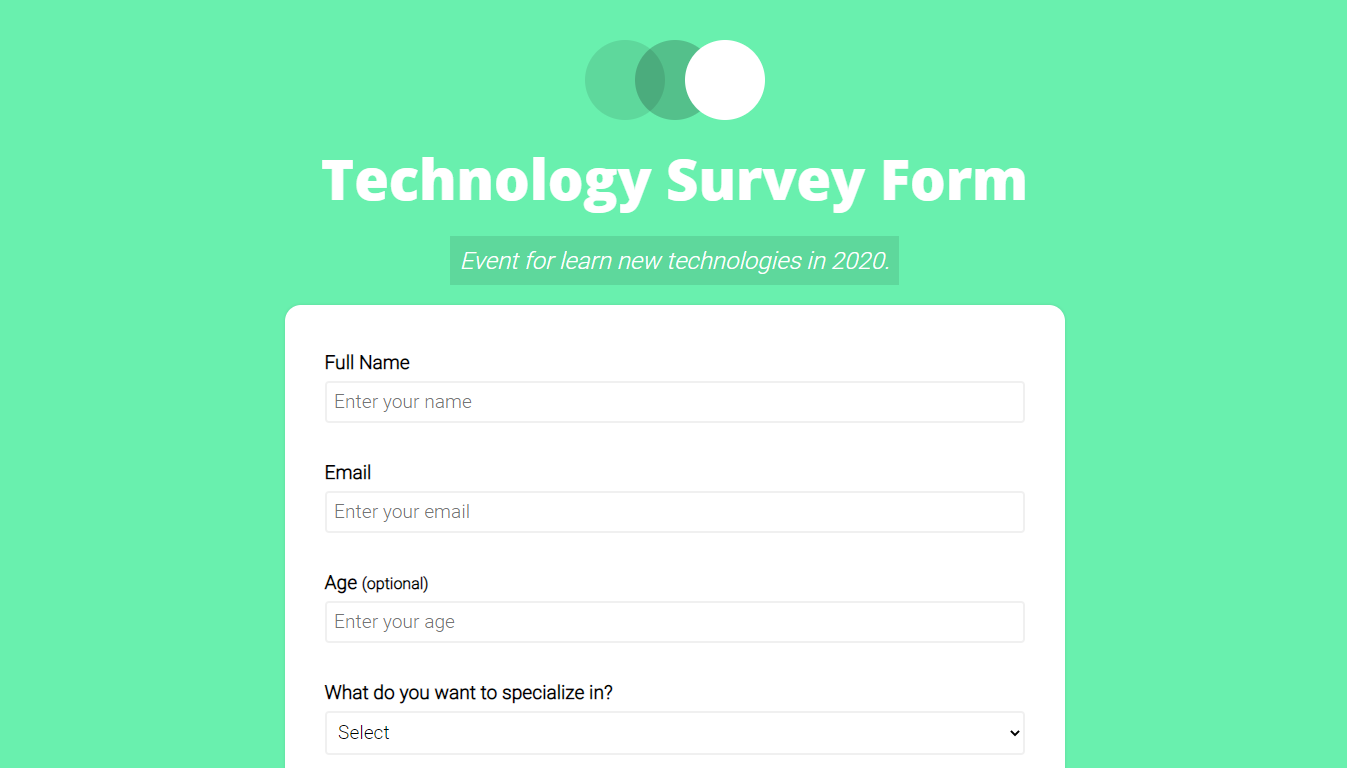 Technology Survey Form
Event for learn new technologies in 2020.
Full Name
Enter your name
Email
Enter your email
Age (optional)
Enter your age
What do you want to specialize in?
Select